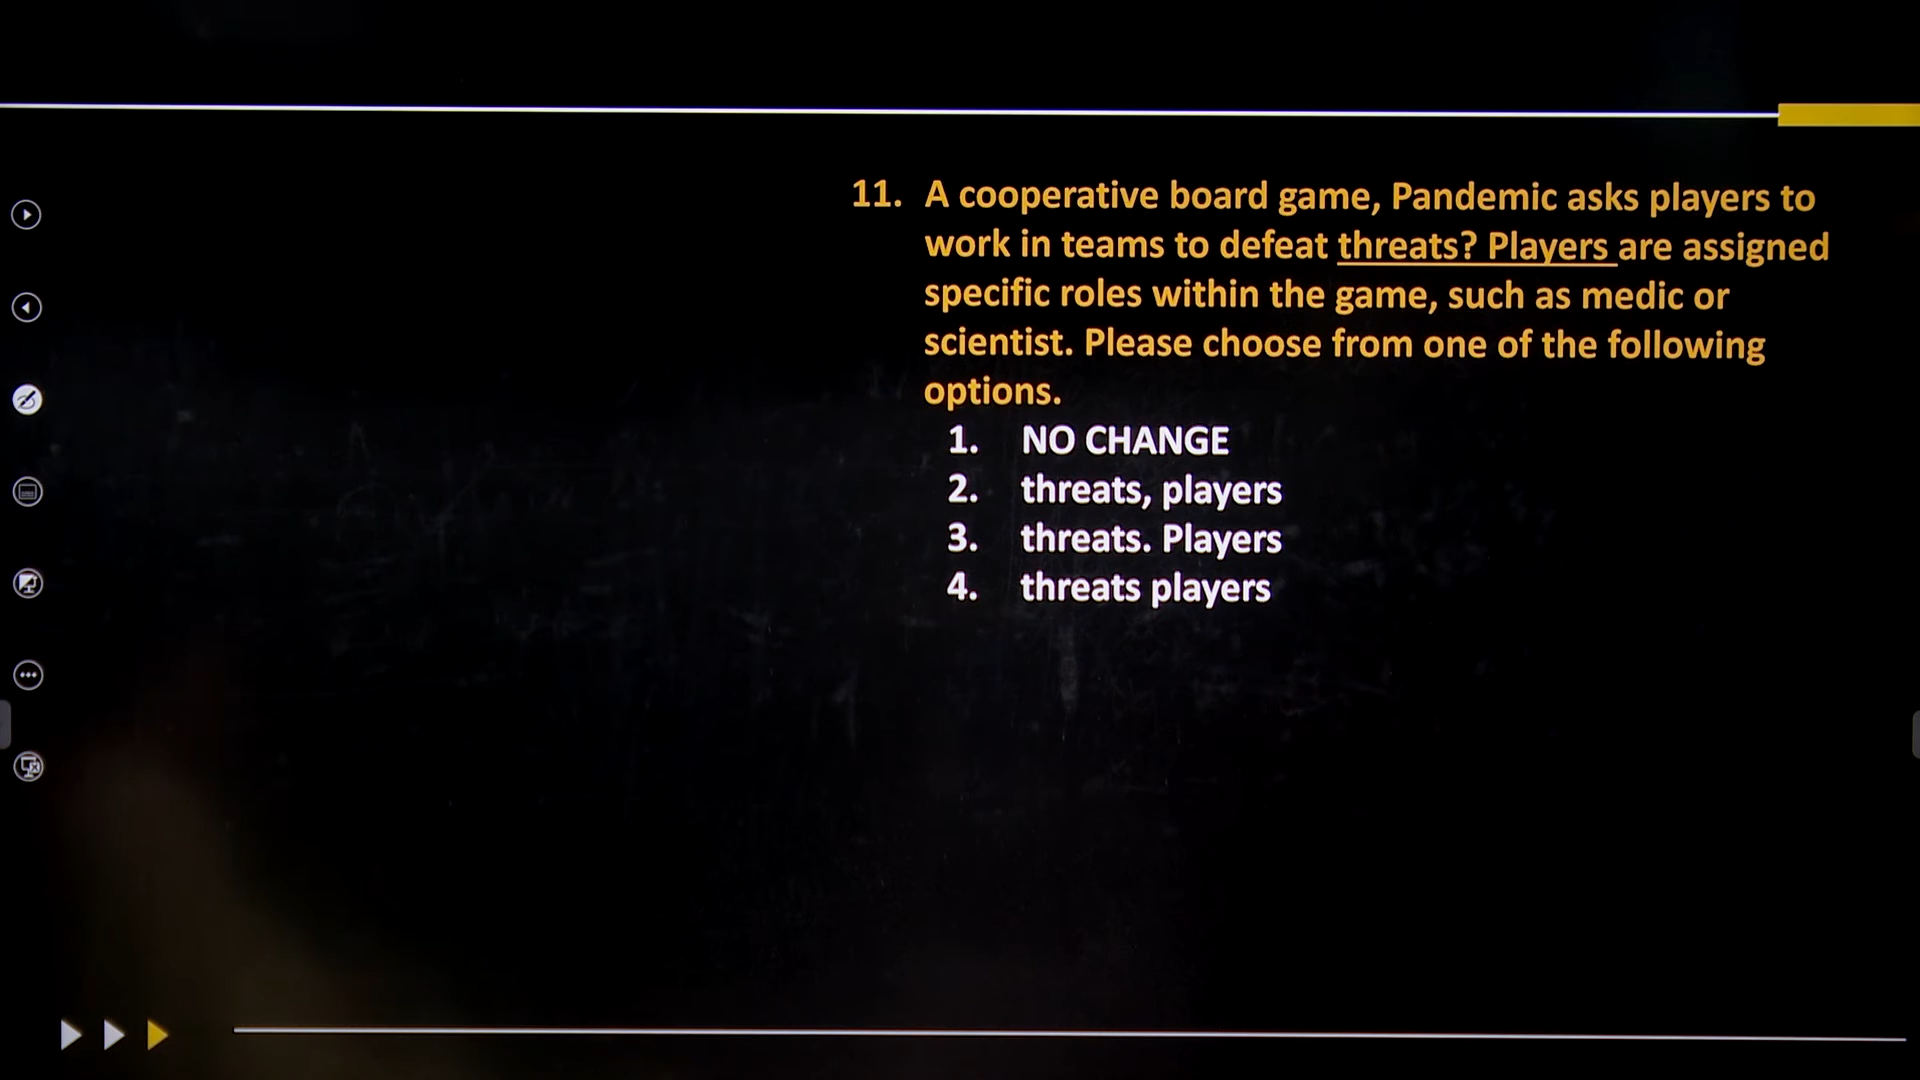 11. A cooperative board game, Pandemic asks players to
work in teams to defeat threats? Players are assigned
specific roles within the game, such as medic or
scientist. Please choose from one of the following
options.
1. NO CHANGE
2. threats, players
3. threats. Players
4. threats players